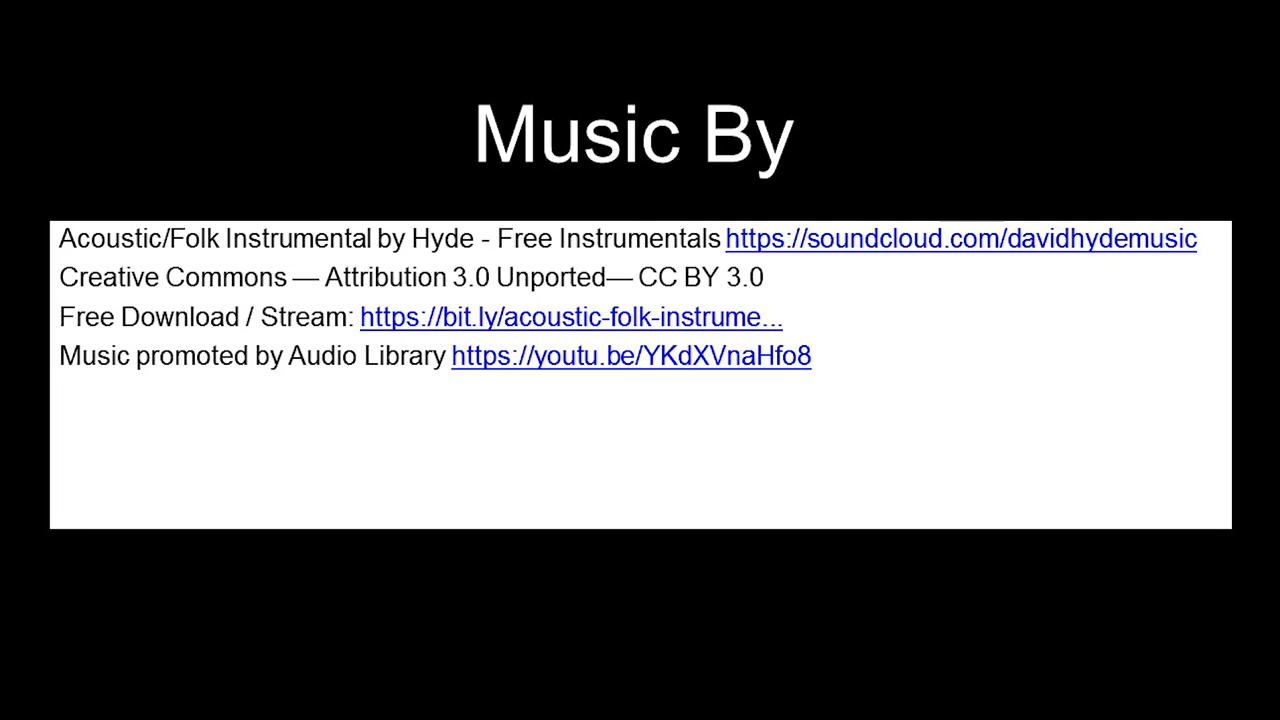 Music By
Acoustic/Folk Instrumental by Hyde - Free Instrumentals https://soundcloud.com/davidhydemusic
Creative Commons — Attribution 3.0 Unported— CC BY 3.0
Free Download / Stream: https://bit.ly/acoustic-folk-instrume...
Music promoted by Audio Library https://youtu.be/YKdXVnaHfo8